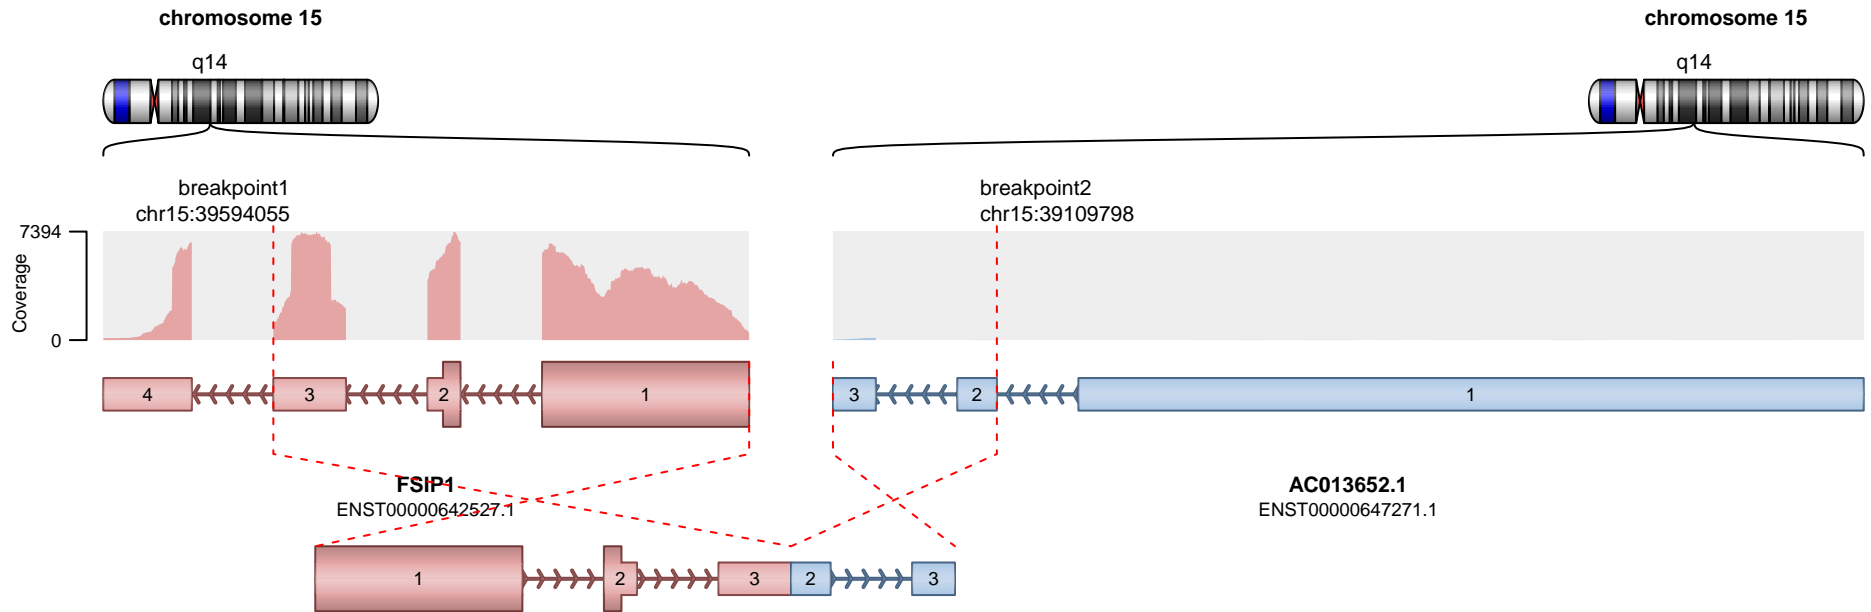 chromosome 15
chromosome 15
q14
q14
breakpoint1
chr15:39594055
breakpoint2
chr15:39109798
7394
Coverage
0
4
3
2
1
3
2
1
FSIP1
ENST00000642527.1
AC013652.1
ENST00000647271.1
1
2
3
2
3